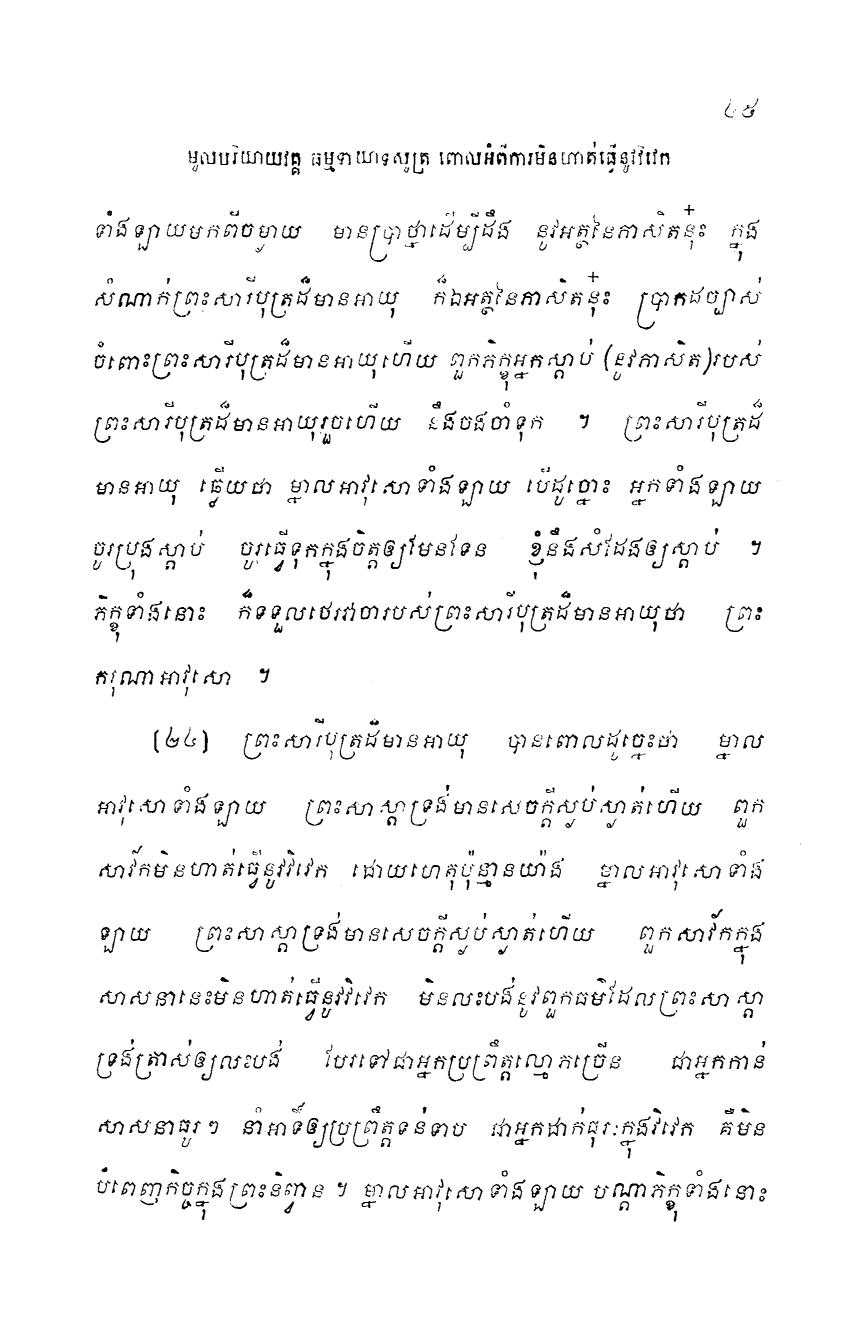 ៤៥
មូលបរិយាយវគ្គ ធម្មទាយាទសូត្រ ពោលអំពីការមិនហាត់ធ្វើនូវវិវេក
ទាំងឡាយមកពីចម្ងាយ មានប្រាថ្នាដើម្បីដឹង នូវអត្ថនៃភាសិតនុ៎ះ ក្នុង
សំណាក់ព្រះសារីបុត្រដ៏មានអាយុ ក៏ឯអត្ថនៃភាសិតនុ៎ះ ប្រាកដច្បាស់
ចំពោះព្រះសារីបុត្រដ៏មានអាយុហើយ ពួកភិក្ខុអ្នកស្តាប់ (នូវភាសិត)របស់
ព្រះសារីបុត្រដ៏មានអាយុរួចហើយ នឹងចងចាំទុក ។ ព្រះសារីបុត្រដ៏
មានអាយុ ឆ្លើយថា ម្នាលអាវុសោទាំងឡាយ បើដូច្នោះ អ្នកទាំងឡាយ
ចូរប្រុងស្តាប់ ចូរធ្វើទុកក្នុងចិត្តឲ្យមែនទែន ខ្ញុំនឹងសំដែងឲ្យស្តាប់ ។
ភិក្ខុទាំងនោះ ក៏ទទួលថេរវាចារបស់ព្រះសារីបុត្រដ៏មានអាយុថា ព្រះ
ករុណាអាវុសោ ។
(២៤) ព្រះសារីបុត្រដ៏មានអាយុ បានពោលដូច្នេះថា ម្នាល
អាវុសោទាំងឡាយ ព្រះសាស្តាទ្រង់មានសេចក្តីស្ងប់ស្ងាត់ហើយ ពួក
សាវ័កមិនហាត់ធ្វើនូវវិវេក ដោយហេតុប៉ុន្មានយ៉ាង ម្នាលអាវុសោទាំង
ឡាយ ព្រះសាស្តាទ្រង់មានសេចក្តីស្ងប់ស្ងាត់ហើយ ពួកសាវ័កក្នុង
សាសនានេះមិនហាត់ធ្វើនូវវិវេក មិនលះបង់នូវពួកធម៌ដែលព្រះសាស្តា
ទ្រង់ត្រាស់ឲ្យលះបង់ បែរទៅជាអ្នកប្រព្រឹត្តល្មោភច្រើន ជាអ្នកកាន់
សាសនាធូរៗ នាំអាទិ៍ឲ្យប្រព្រឹត្តទន់ទាប ជាអ្នកដាក់ធុរៈក្នុងវិវេក គឺមិន
បំពេញកិច្ចក្នុងព្រះនិព្វាន ។ ម្នាលអាវុសោទាំងឡាយ បណ្តាភិក្ខុទាំងនោះ